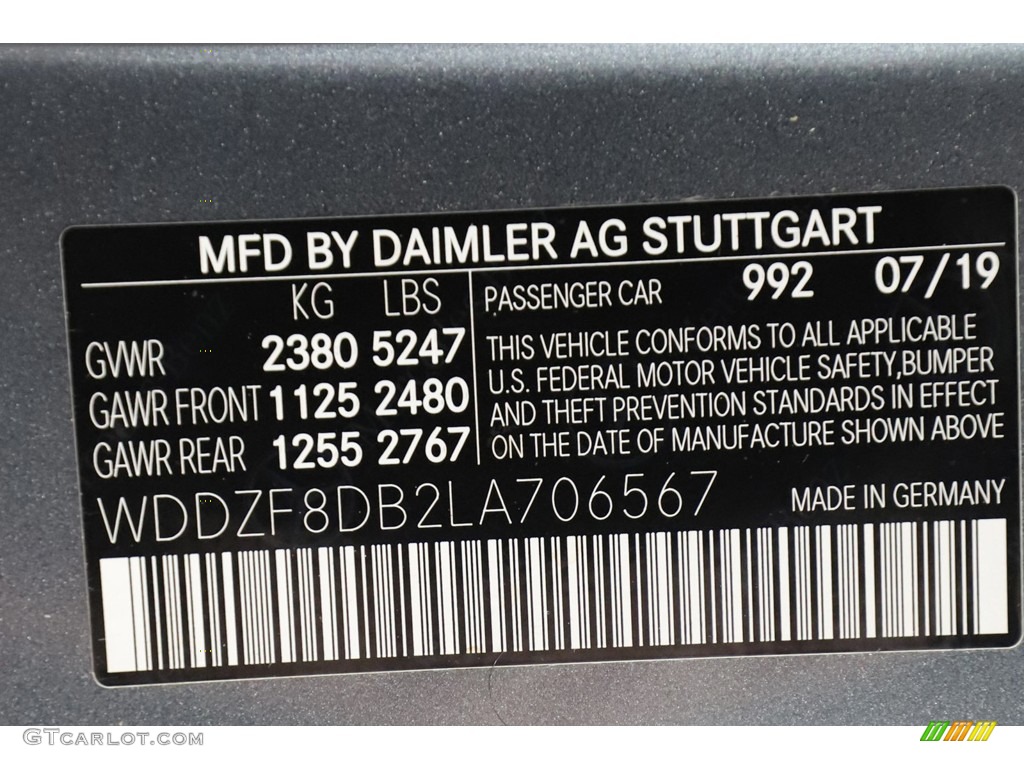 MFD BY DAIMLER AG STUTTGART
KG LBS
GVWR 2380 5247
GAWR FRONT 1125 2480
GAWR REAR 1255 2767
PASSENGER CAR 992 07/19
THIS VEHICLE CONFORMS TO ALL APPLICABLE
U.S. FEDERAL MOTOR VEHICLE SAFETY,BUMPER
AND THEFT PREVENTION STANDARDS IN EFFECT
ON THE DATE OF MANUFACTURE SHOWN ABOVE
WDDZF8DB2LA706567
MADE IN GERMANY
GTCARLOT.COM